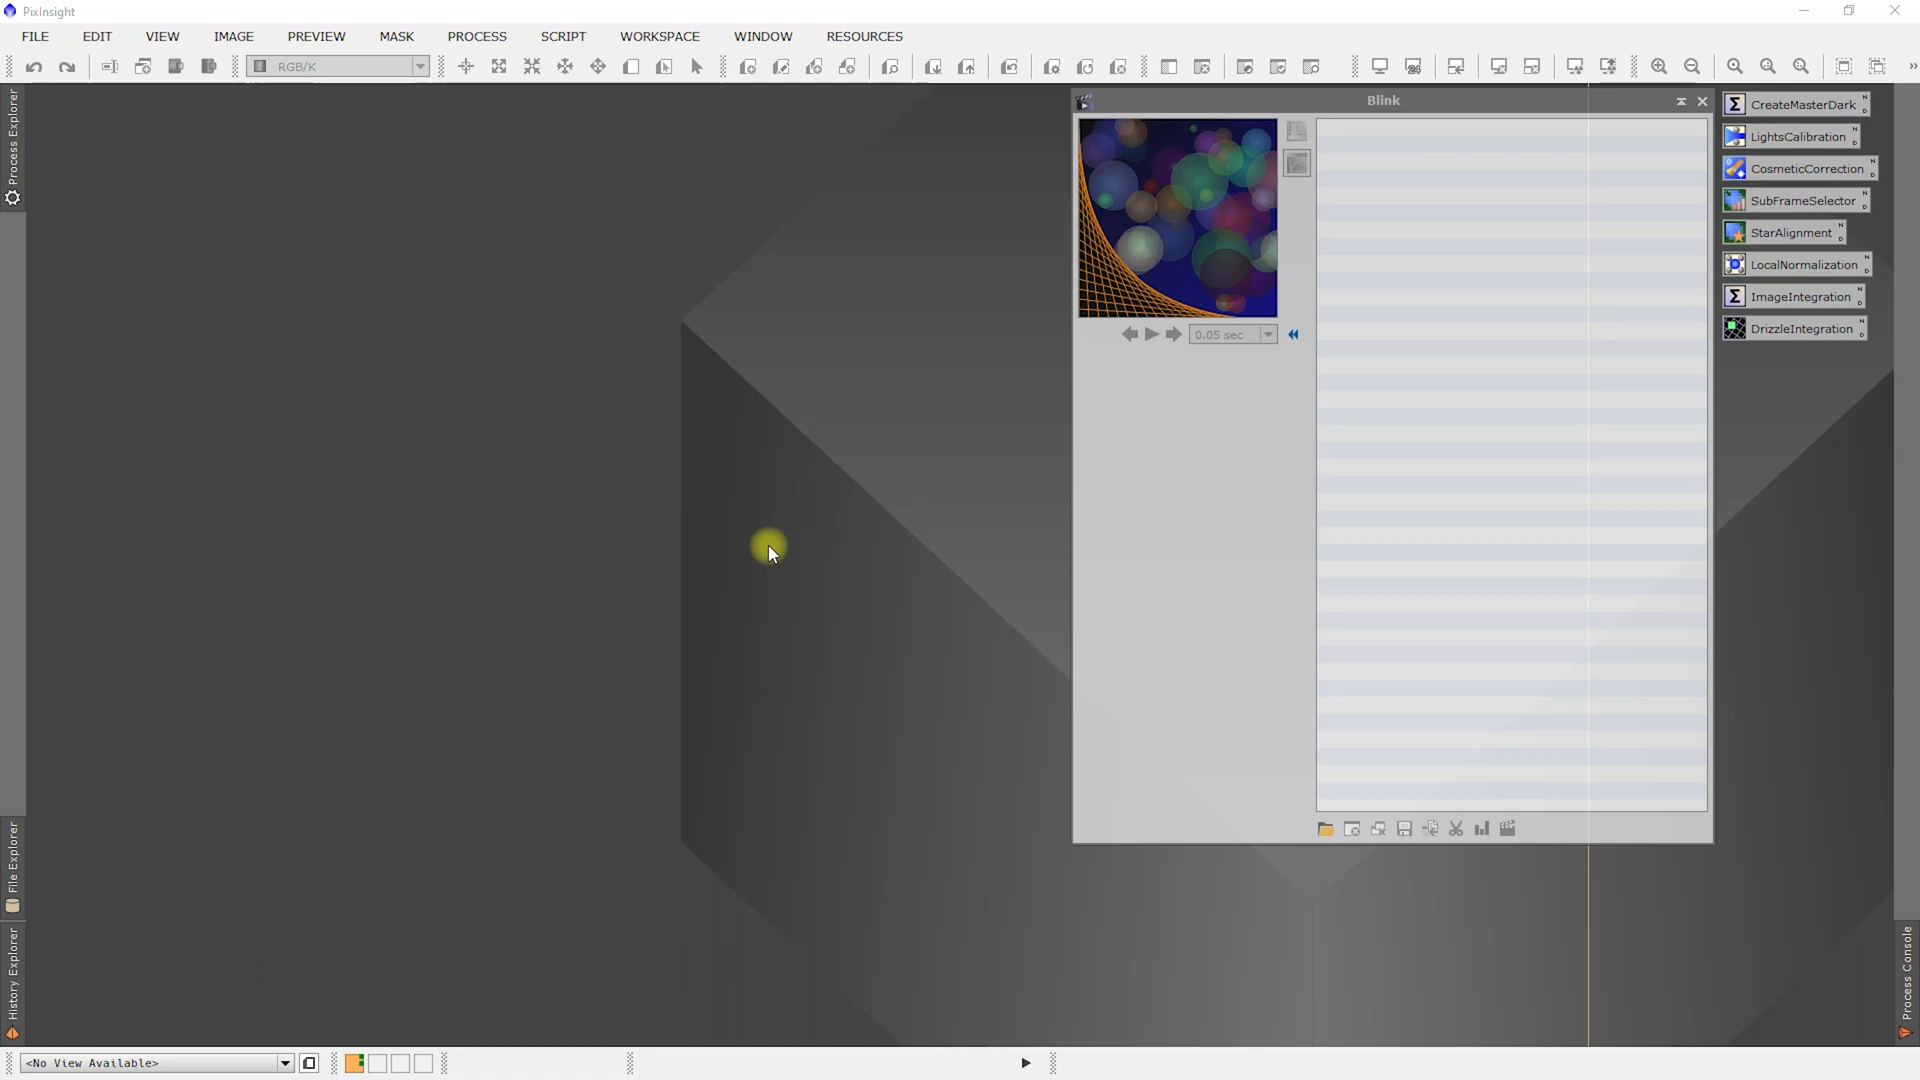 PixInsight
FILE EDIT VIEW IMAGE PREVIEW MASK PROCESS SCRIPT WORKSPACE WINDOW RESOURCES
RGB/K
Process Explorer
File Explorer
History Explorer
Blink
0.05 sec
CreateMasterDark
LightsCalibration
CosmeticCorrection
SubFrameSelector
StarAlignment
LocalNormalization
ImageIntegration
DrizzleIntegration
Process Console
<No View Available>